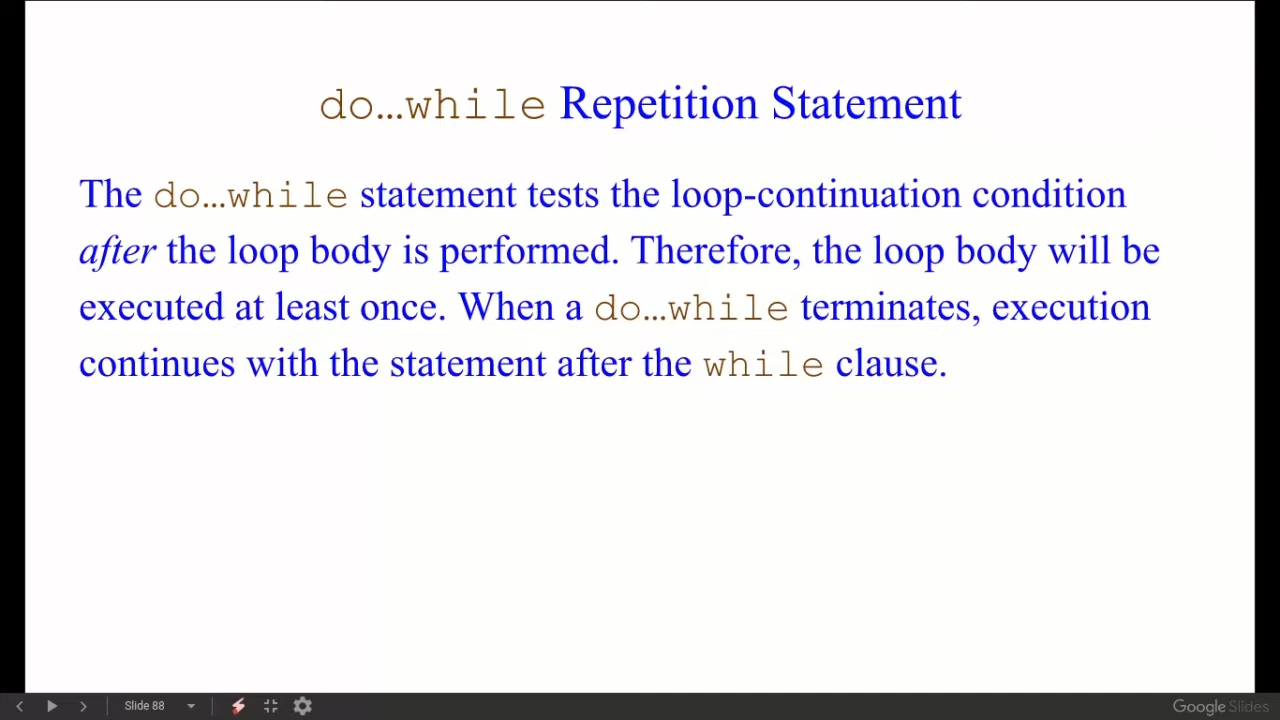 do…while Repetition Statement
The do…while statement tests the loop-continuation condition
after the loop body is performed. Therefore, the loop body will be
executed at least once. When a do…while terminates, execution
continues with the statement after the while clause.
Slide 88
Google Slides